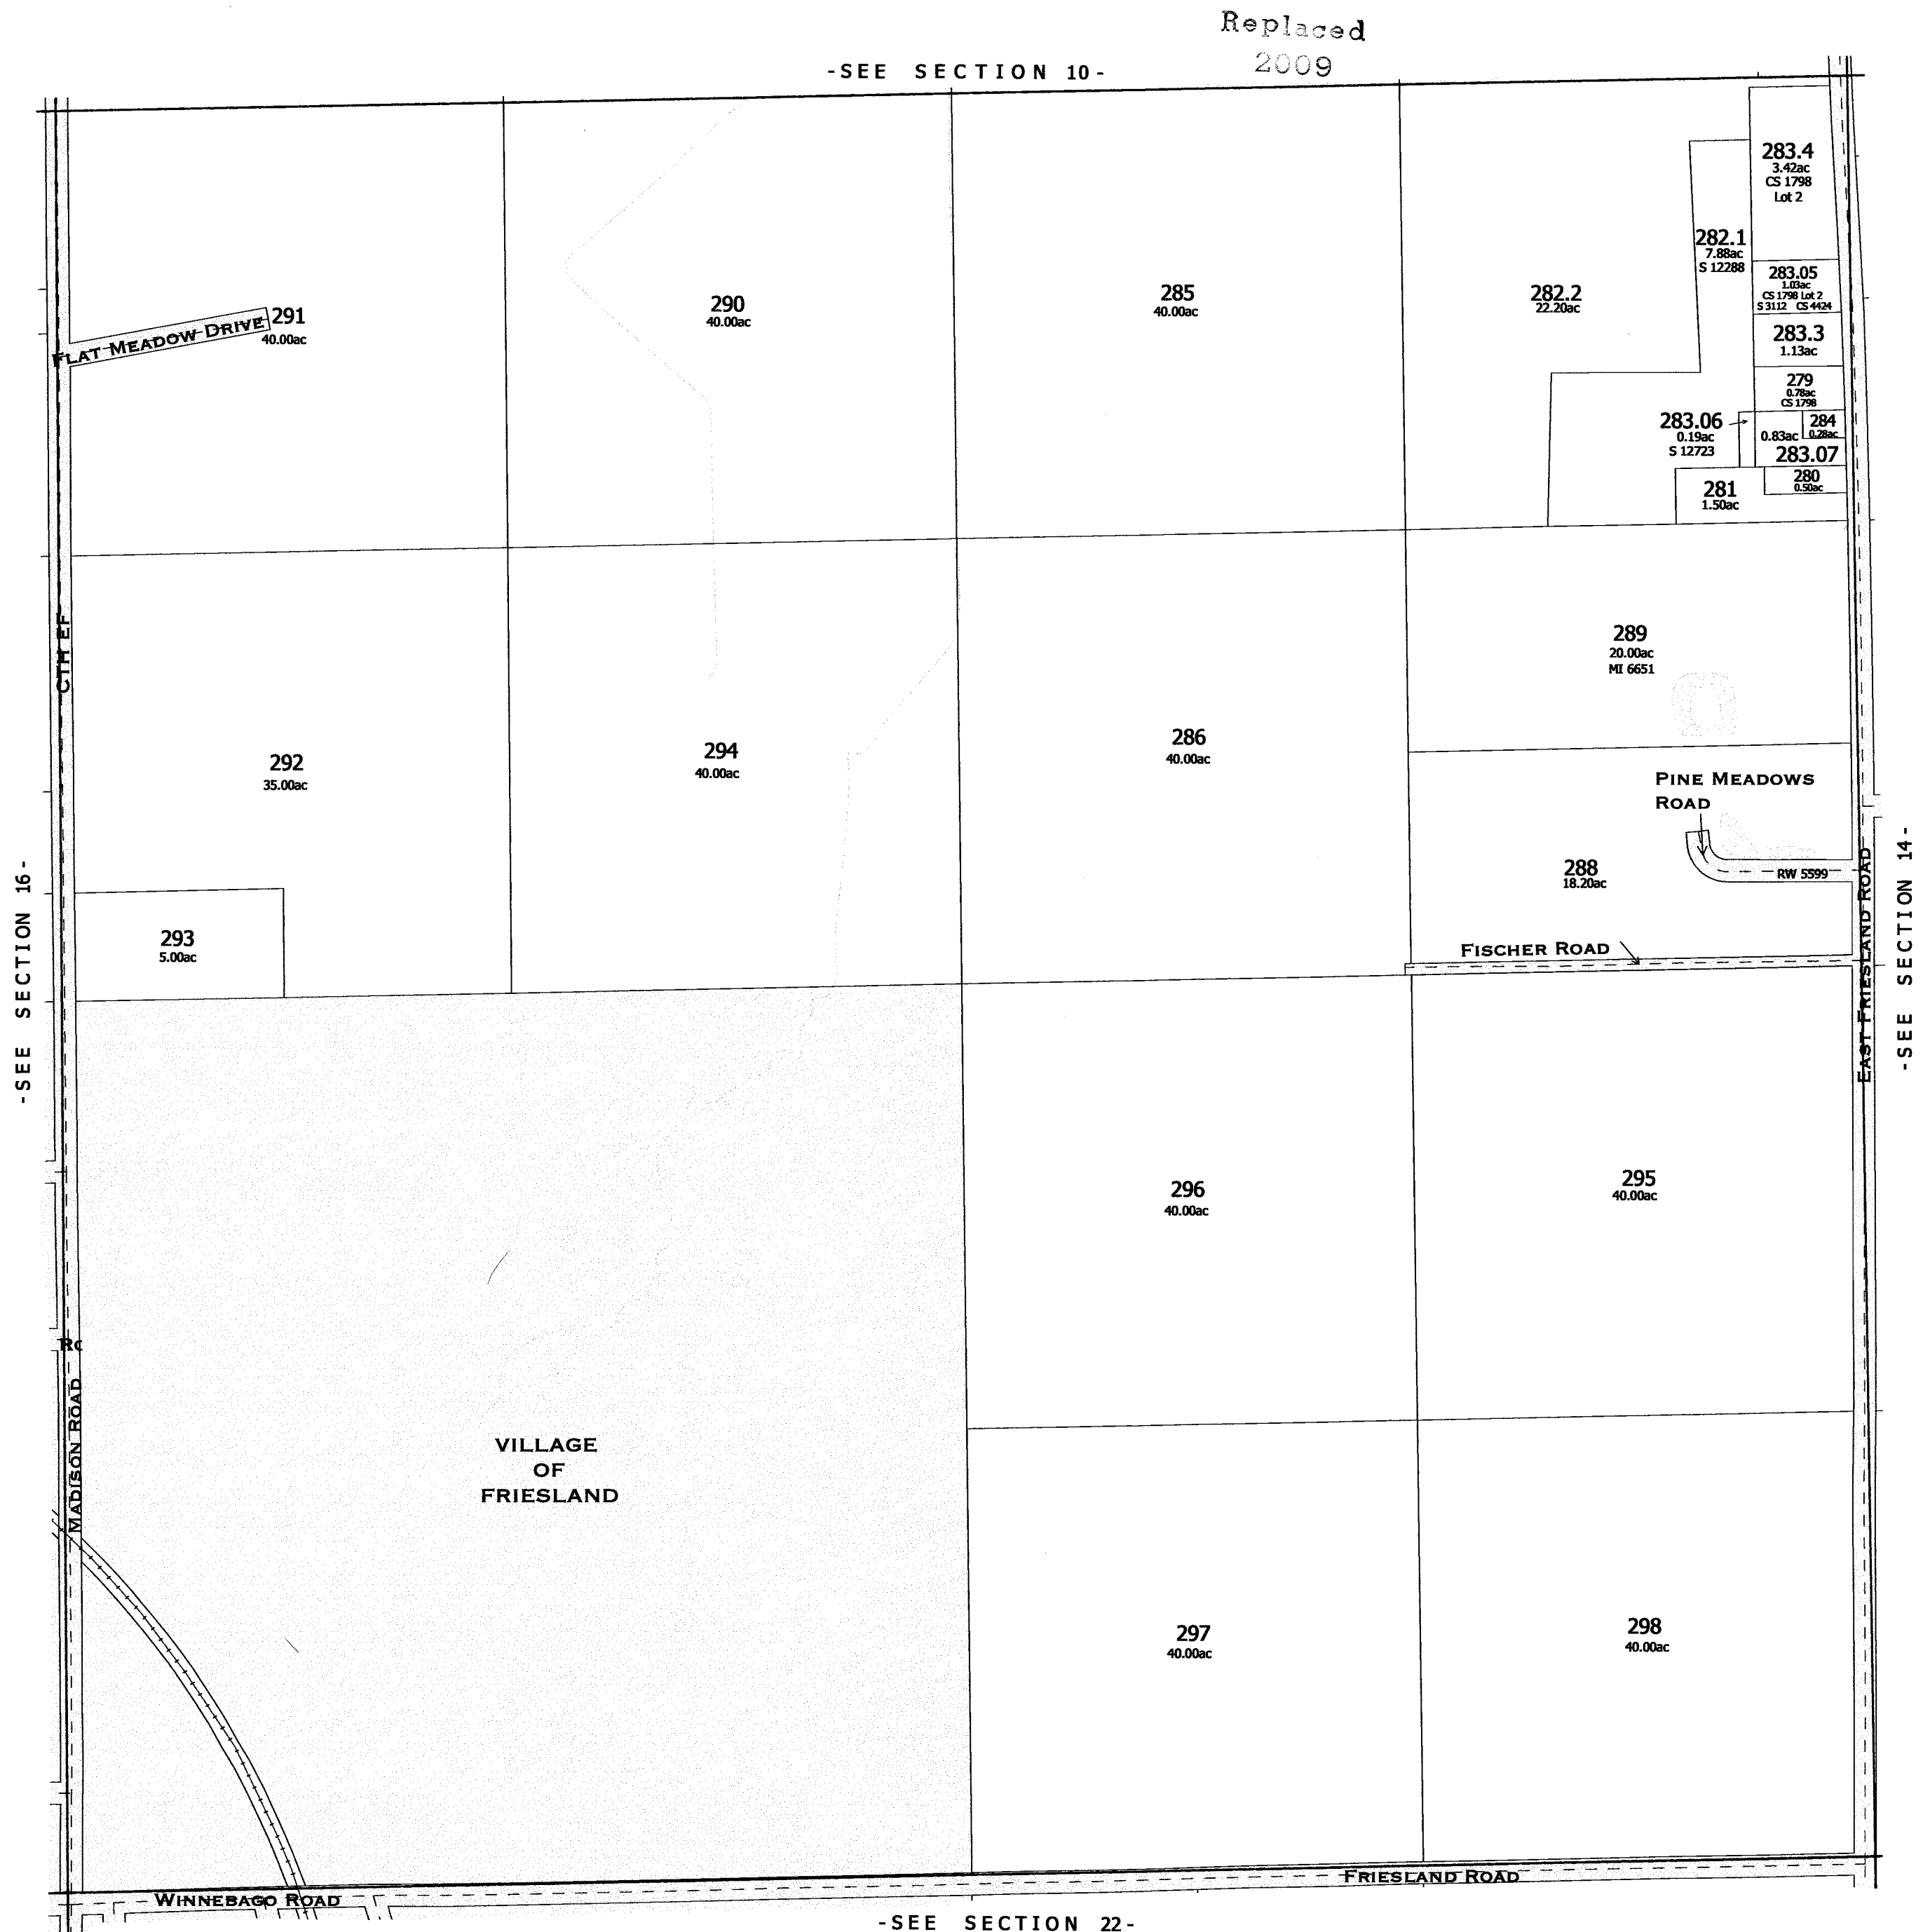 Replaced
2009
-SEE SECTION 10-
283.4
3.42ac
CS 1798
Lot 2
282.1
7.88ac
S 12288
283.05
1.03ac
CS 1798 Lot 2
S 3112 CS 4424
291
40.00ac
FLAT MEADOW DRIVE
290
40.00ac
285
40.00ac
282.2
22.20ac
283.3
1.13ac
279
0.78ac
CS 1798
283.06
0.19ac
S 12723
284
0.28ac
0.83ac
283.07
280
0.50ac
281
1.50ac
CTH EF
289
20.00ac
MI 6651
292
35.00ac
294
40.00ac
286
40.00ac
PINE MEADOWS
ROAD
RW 5599
288
18.20ac
-SEE SECTION 16-
-SEE SECTION 14-
EAST FRIESLAND ROAD
293
5.00ac
FISCHER ROAD
296
40.00ac
295
40.00ac
RO
MADISON ROAD
VILLAGE
OF
FRIESLAND
297
40.00ac
298
40.00ac
WINNEBAGO ROAD
FRIESLAND ROAD
-SEE SECTION 22-